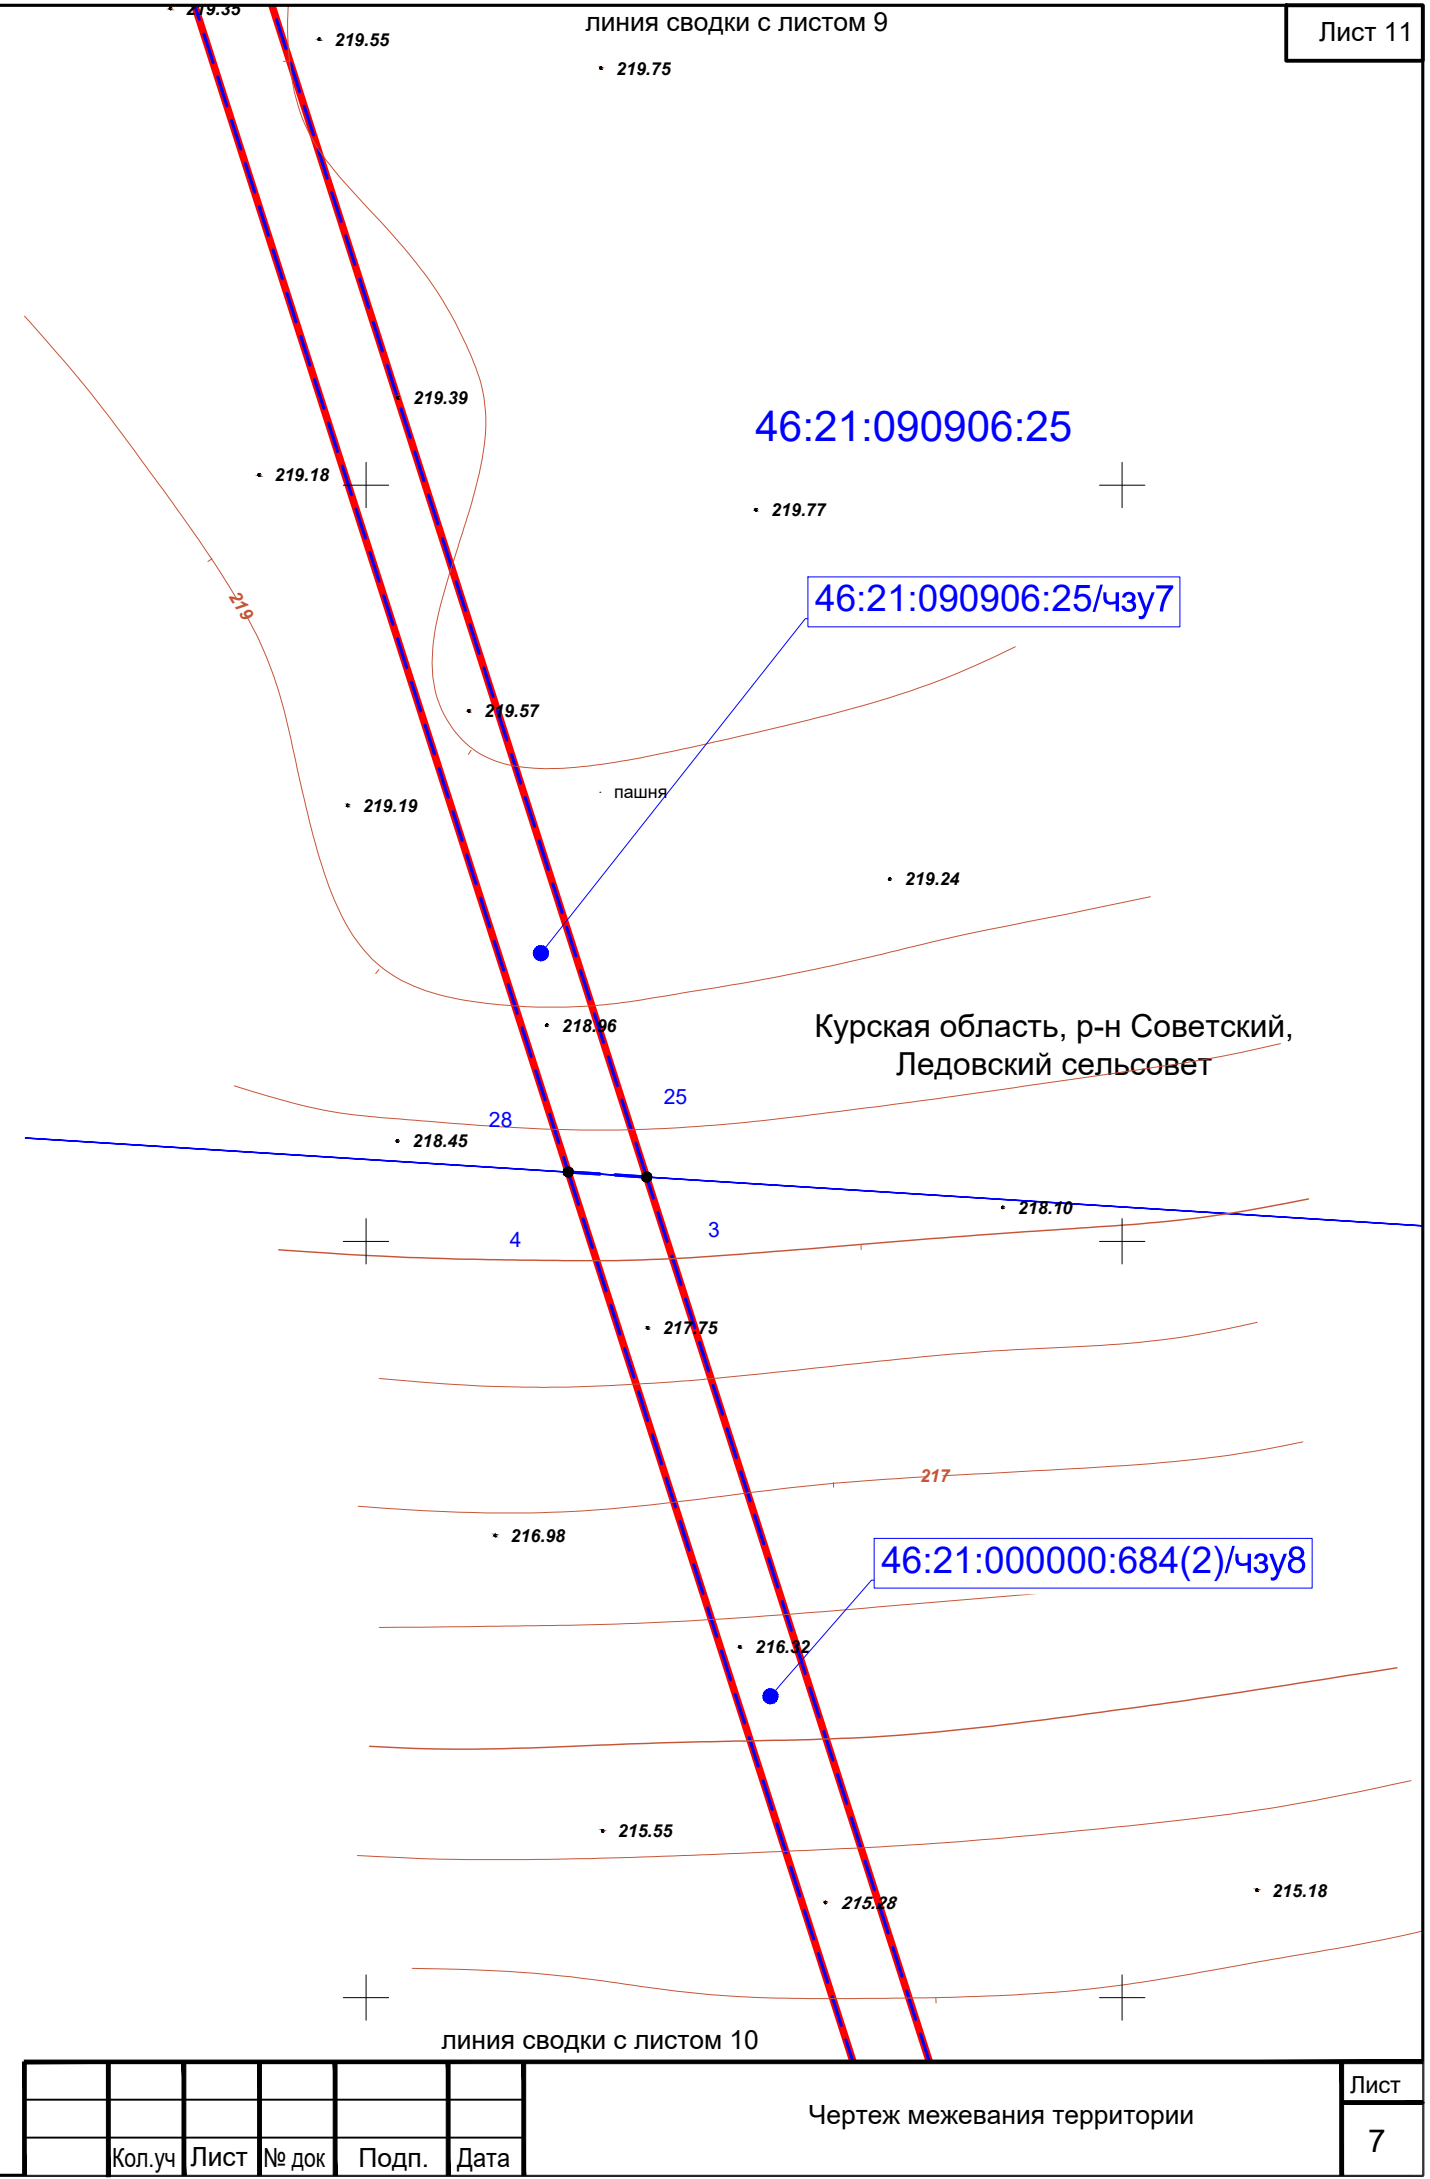 219.35
линия сводки с листом 9
Лист 11
219.55
219.75
219.39
46:21:090906:25
219.18
219.77
46:21:090906:25/чзу7
219
219.57
пашня
219.19
219.24
218.96
Курская область, р-н Советский,
Ледовский сельсовет
25
28
218.45
218.10
3
4
217.75
217
216.98
46:21:000000:684(2)/чзу8
216.32
215.55
215.28
215.18
линия сводки с листом 10
Кол.уч Лист № док Подп. Дата
Чертеж межевания территории
Лист
7